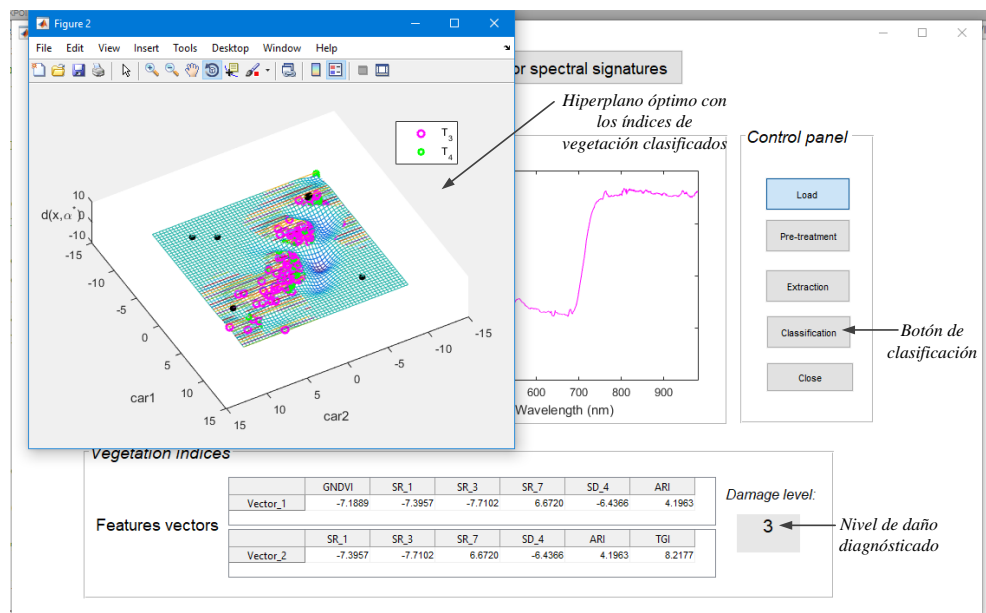 Figure 2
File Edit View Insert Tools Desktop Window Help
or spectral signatures
Hiperplano óptimo con
los índices de
vegetación clasificados
T3
T4
10
d(x,α*) 0
-10
-15
-10
-5
0
5
10
15
car1
15
10
5
0
-5
-10
-15
car2
600 700 800 900
Wavelength (nm)
Control panel
Load
Pre-treatment
Extraction
Classification
Close
Botón de
clasificación
Vegetation indices
Features vectors
GNDVI SR_1 SR_3 SR_7 SD_4 ARI
Vector_1 -7.1889 -7.3957 -7.7102 6.6720 -6.4366 4.1963
SR_1 SR_3 SR_7 SD_4 ARI TGI
Vector_2 -7.3957 -7.7102 6.6720 -6.4366 4.1963 8.2177
Damage level:
3
Nivel de daño
diagnósticado